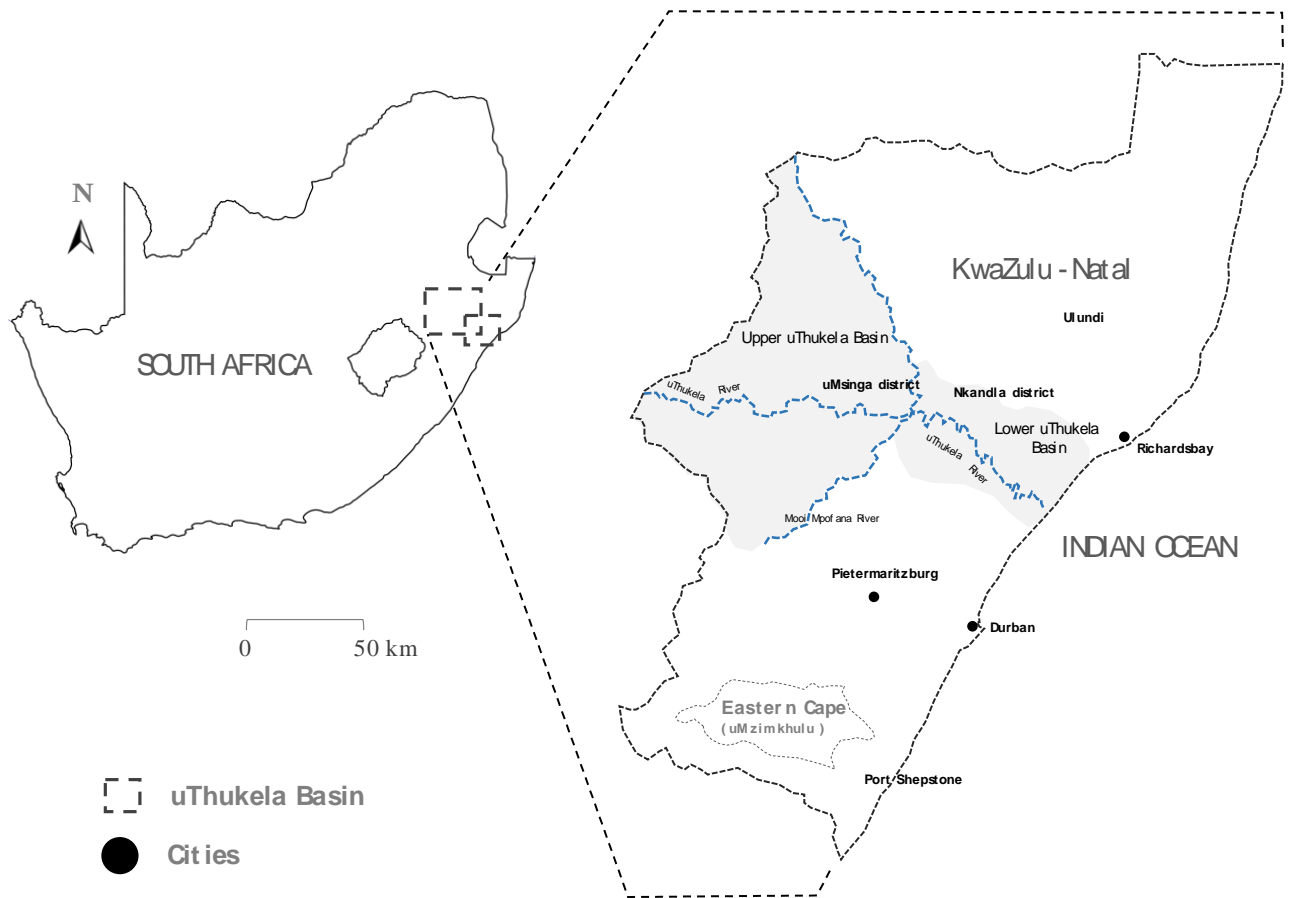 N
SOUTH AFRICA
0
50 km
uThukela Basin
Cities
KwaZulu - Natal
Ulundi
Upper uThukela Basin
uThukela River
uMsinga district
Nkandla district
Lower uThukela
Basin
uThukela River
Richardsbay
Mooi Mpofana River
INDIAN OCEAN
Pietermaritzburg
Durban
Eastern Cape
(uMzimkhulu)
Port Shepstone